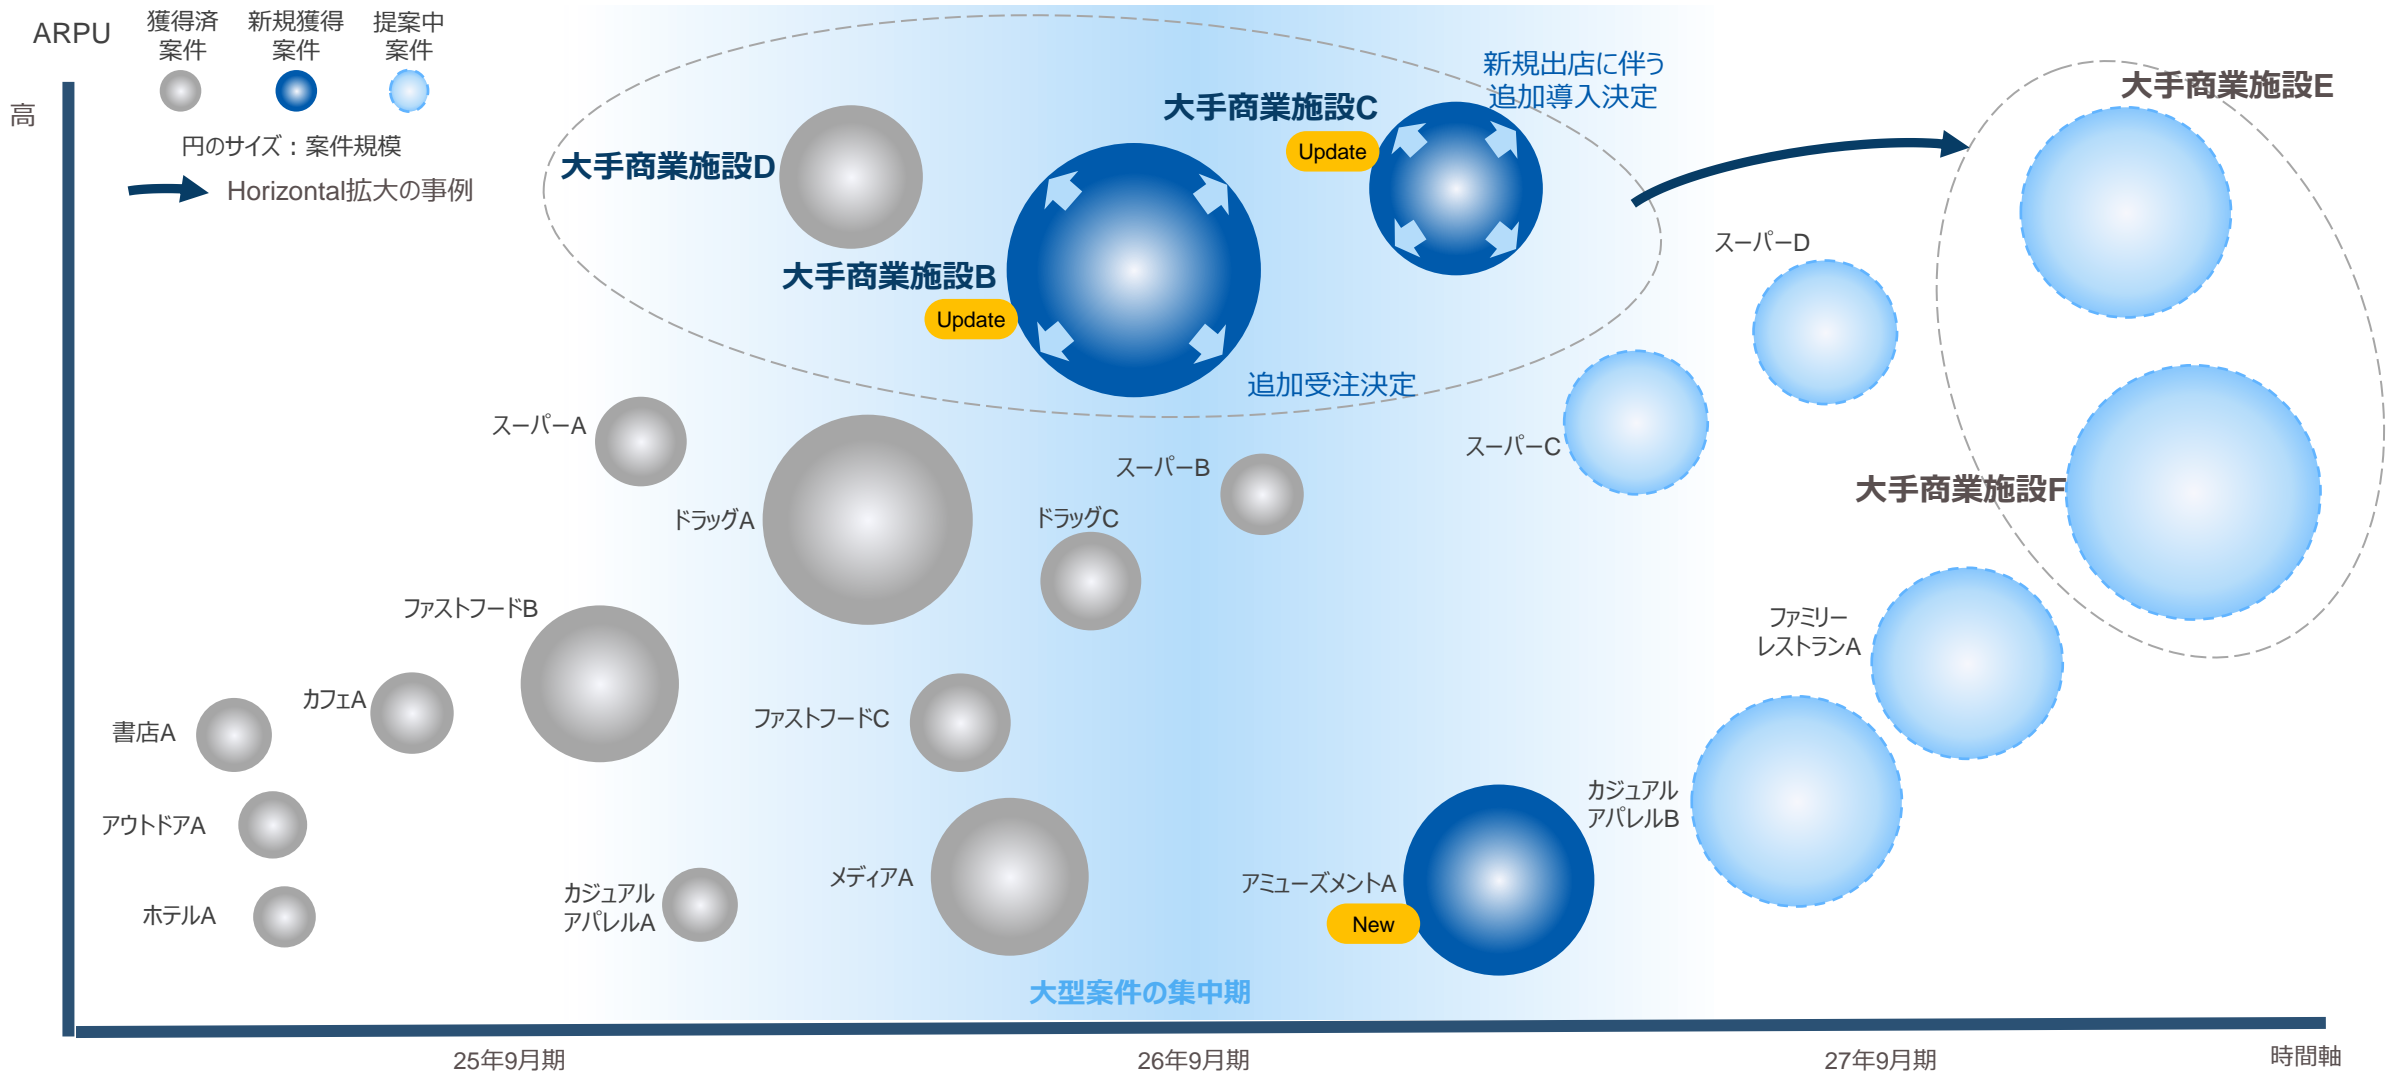 ARPU
獲得済
案件
新規獲得
案件
提案中
案件
高
円のサイズ：案件規模
Horizontal拡大の事例
新規出店に伴う
追加導入決定
大手商業施設C
Update
大手商業施設D
大手商業施設B
Update
追加受注決定
大手商業施設E
スーパーD
スーパーA
スーパーB
スーパーC
大手商業施設F
ドラッグA
ドラッグC
ファストフードB
ファミリー
レストランA
カフェA
書店A
ファストフードC
カジュアル
アパレルB
アウトドアA
メディアA
アミューズメントA
New
カジュアル
アパレルA
ホテルA
大型案件の集中期
25年9月期
26年9月期
27年9月期
時間軸